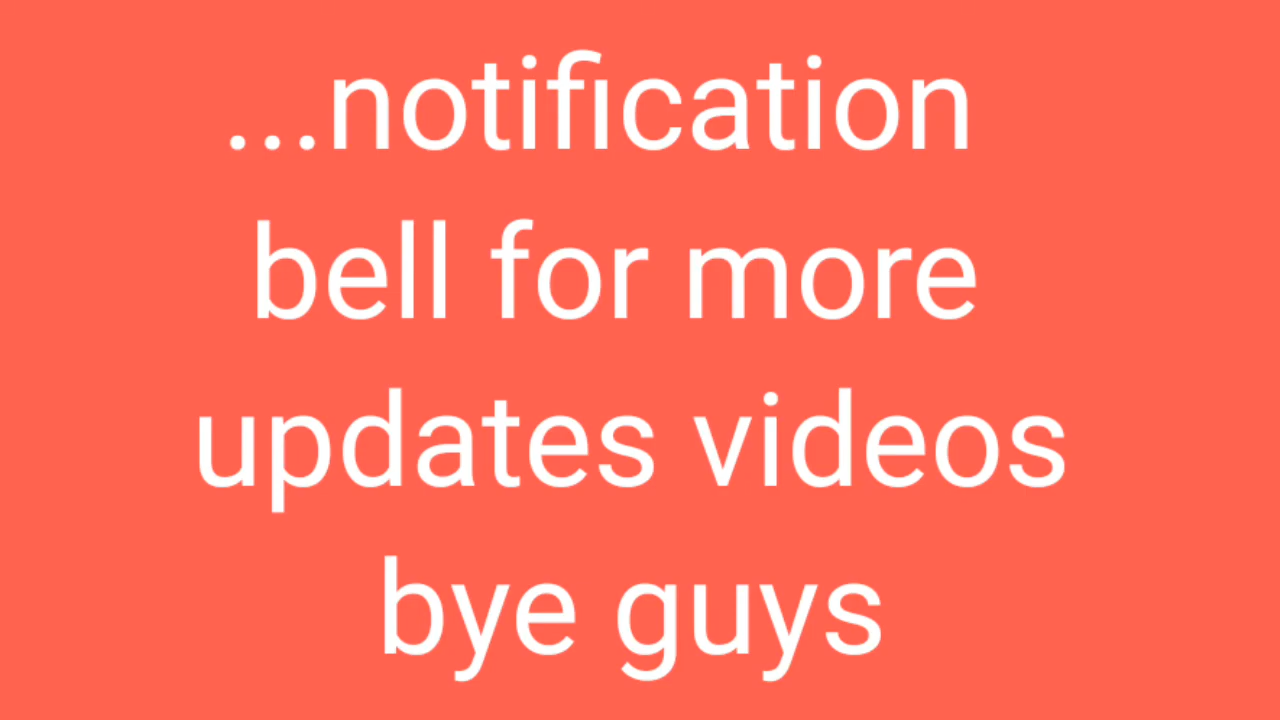 ...notification
bell for more
updates videos
bye guys